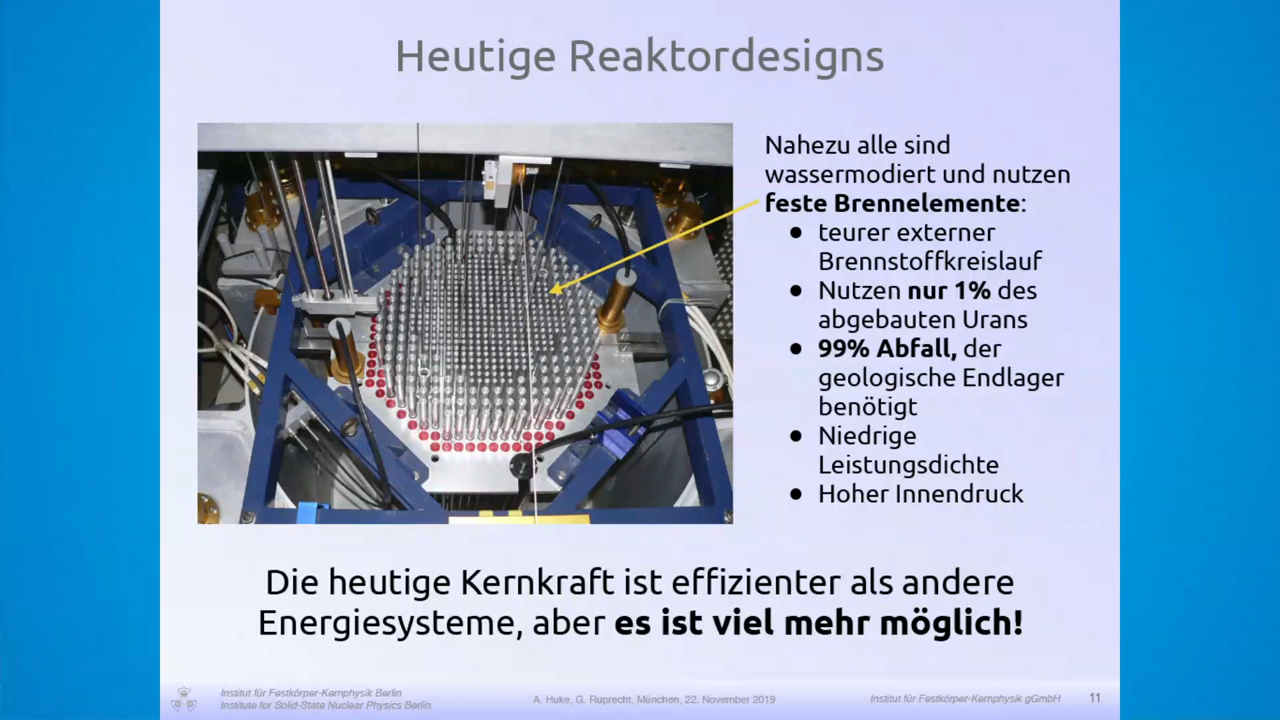 Heutige Reaktordesigns
Nahezu alle sind
wassermodiert und nutzen
feste Brennelemente:
● teurer externer
Brennstoffkreislauf
● Nutzen nur 1% des
abgebauten Urans
● 99% Abfall, der
geologische Endlager
benötigt
● Niedrige
Leistungsdichte
● Hoher Innendruck
Die heutige Kernkraft ist effizienter als andere
Energiesysteme, aber es ist viel mehr möglich!
Institut für Festkörper-Kernphysik Berlin
Institute for Solid-State Nuclear Physics Berlin
A. Huke, G. Ruprecht, München, 22. November 2019
Institut für Festkörper-Kernphysik gGmbH
11